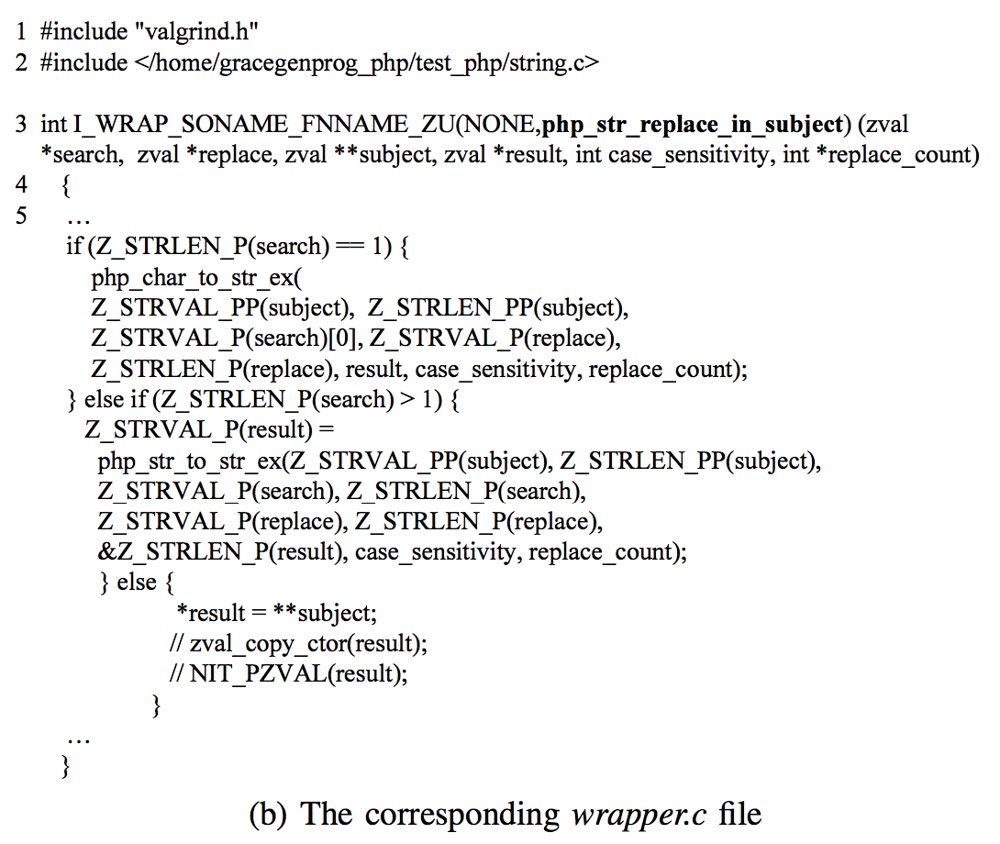 1 #include "valgrind.h"
2 #include </home/gracegenprog_php/test_php/string.c>
3 int I_WRAP_SONAME_FNNAME_ZU(NONE,php_str_replace_in_subject) (zval
*search, zval *replace, zval **subject, zval *result, int case_sensitivity, int *replace_count)
4 {
5 …
if (Z_STRLEN_P(search) == 1) {
php_char_to_str_ex(
Z_STRVAL_PP(subject), Z_STRLEN_PP(subject),
Z_STRVAL_P(search)[0], Z_STRVAL_P(replace),
Z_STRLEN_P(replace), result, case_sensitivity, replace_count);
} else if (Z_STRLEN_P(search) > 1) {
Z_STRVAL_P(result) =
php_str_to_str_ex(Z_STRVAL_PP(subject), Z_STRLEN_PP(subject),
Z_STRVAL_P(search), Z_STRLEN_P(search),
Z_STRVAL_P(replace), Z_STRLEN_P(replace),
&Z_STRLEN_P(result), case_sensitivity, replace_count);
} else {
*result = **subject;
// zval_copy_ctor(result);
// NIT_PZVAL(result);
}
…
}
(b) The corresponding wrapper.c file